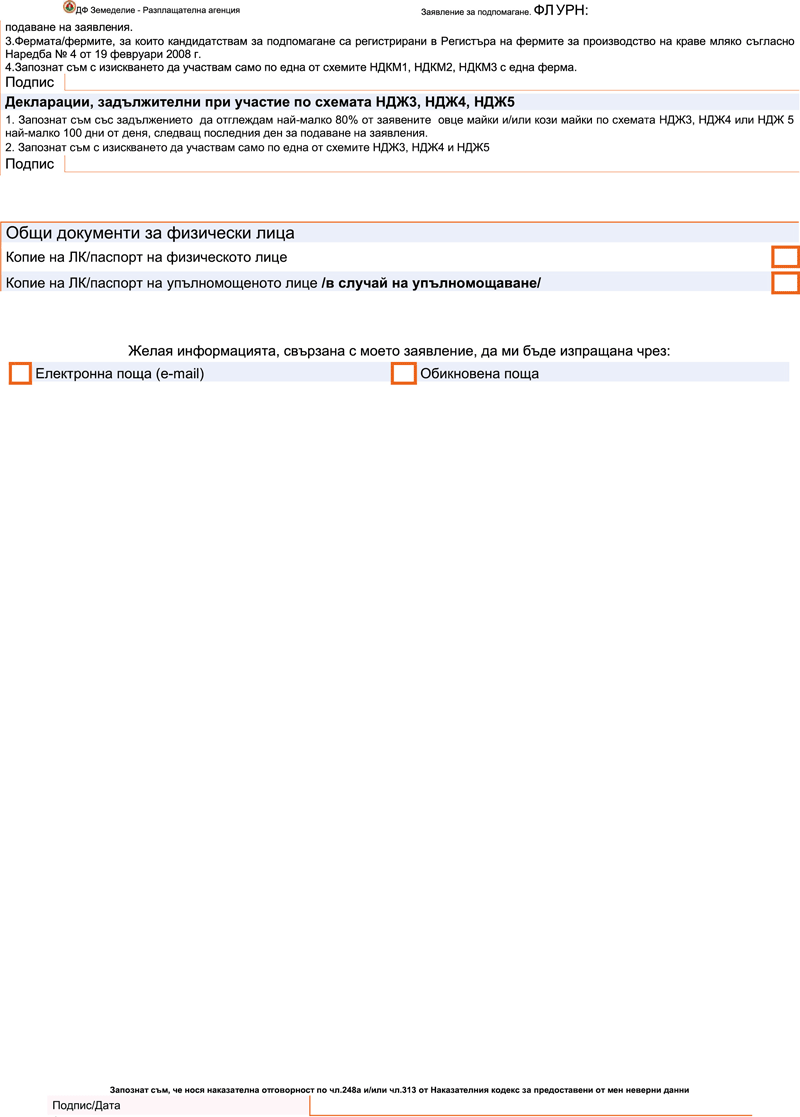 ДФ Земеделие - Разплащателна агенция
Заявление за подпомагане. ФЛ УРН:
подаване на заявления.
3.Фермата/фермите, за които кандидатствам за подпомагане са регистрирани в Регистъра на фермите за производство на краве мляко съгласно
Наредба № 4 от 19 февруари 2008 г.
4.Запознат съм с изискването да участвам само по една от схемите НДКМ1, НДКМ2, НДКМ3 с една ферма.
Подпис
Декларации, задължителни при участие по схемата НДЖ3, НДЖ4, НДЖ5
1. Запознат съм със задължението да отглеждам най-малко 80% от заявените овце майки и/или кози майки по схемата НДЖ3, НДЖ4 или НДЖ 5
най-малко 100 дни от деня, следващ последния ден за подаване на заявления.
2. Запознат съм с изискването да участвам само по една от схемите НДЖ3, НДЖ4 и НДЖ5
Подпис
Общи документи за физически лица
Копие на ЛК/паспорт на физическото лице
Копие на ЛК/паспорт на упълномощеното лице /в случай на упълномощаване/
Желая информацията, свързана с моето заявление, да ми бъде изпращана чрез:
Електронна поща (e-mail)
Обикновена поща
Запознат съм, че нося наказателна отговорност по чл.248а и/или чл.313 от Наказателния кодекс за предоставени от мен неверни данни
Подпис/Дата